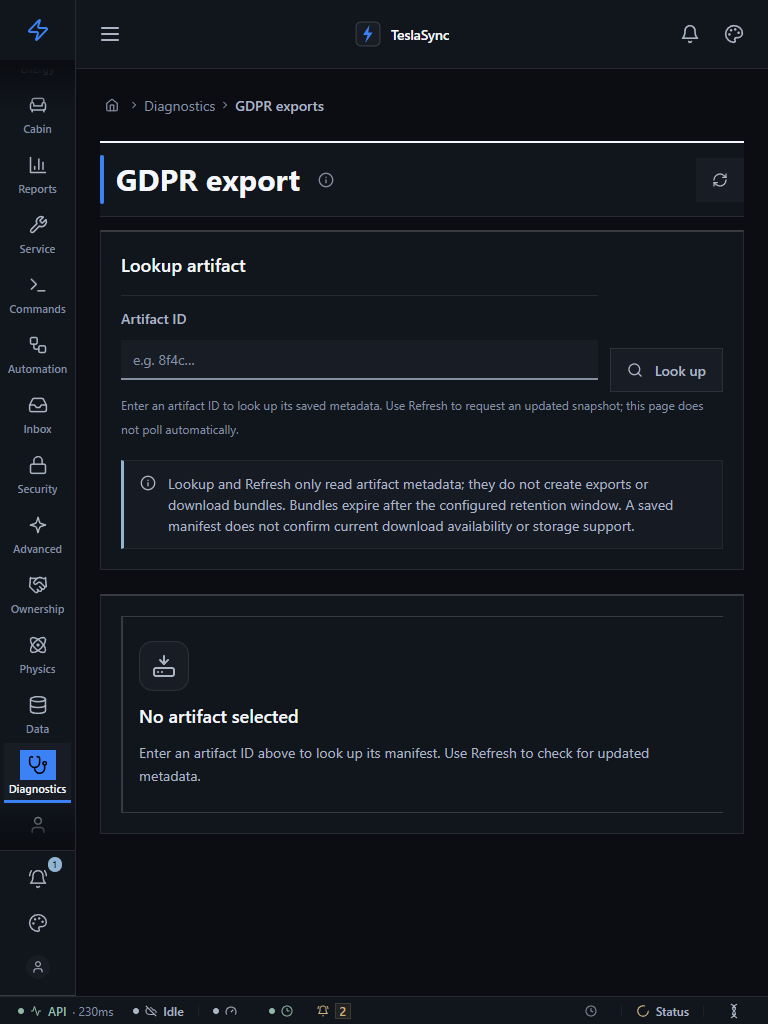 TeslaSync
Energy
Cabin
Reports
Service
Commands
Automation
Inbox
Security
Advanced
Ownership
Physics
Data
Diagnostics
1
Diagnostics
GDPR exports
GDPR export
Lookup artifact
Artifact ID
e.g. 8f4c...
Look up
Enter an artifact ID to look up its saved metadata. Use Refresh to request an updated snapshot; this page does
not poll automatically.
Lookup and Refresh only read artifact metadata; they do not create exports or
download bundles. Bundles expire after the configured retention window. A saved
manifest does not confirm current download availability or storage support.
No artifact selected
Enter an artifact ID above to look up its manifest. Use Refresh to check for updated
metadata.
API · 230ms Idle 2 Status